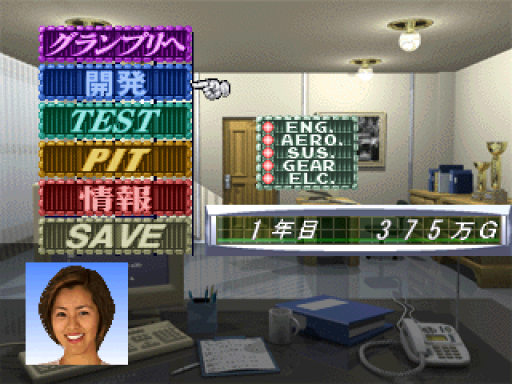 グランプリへ
開発
TEST
PIT
情報
SAVE
ENG.
AERO.
SUS.
GEAR
ELC.
1年目 375万G